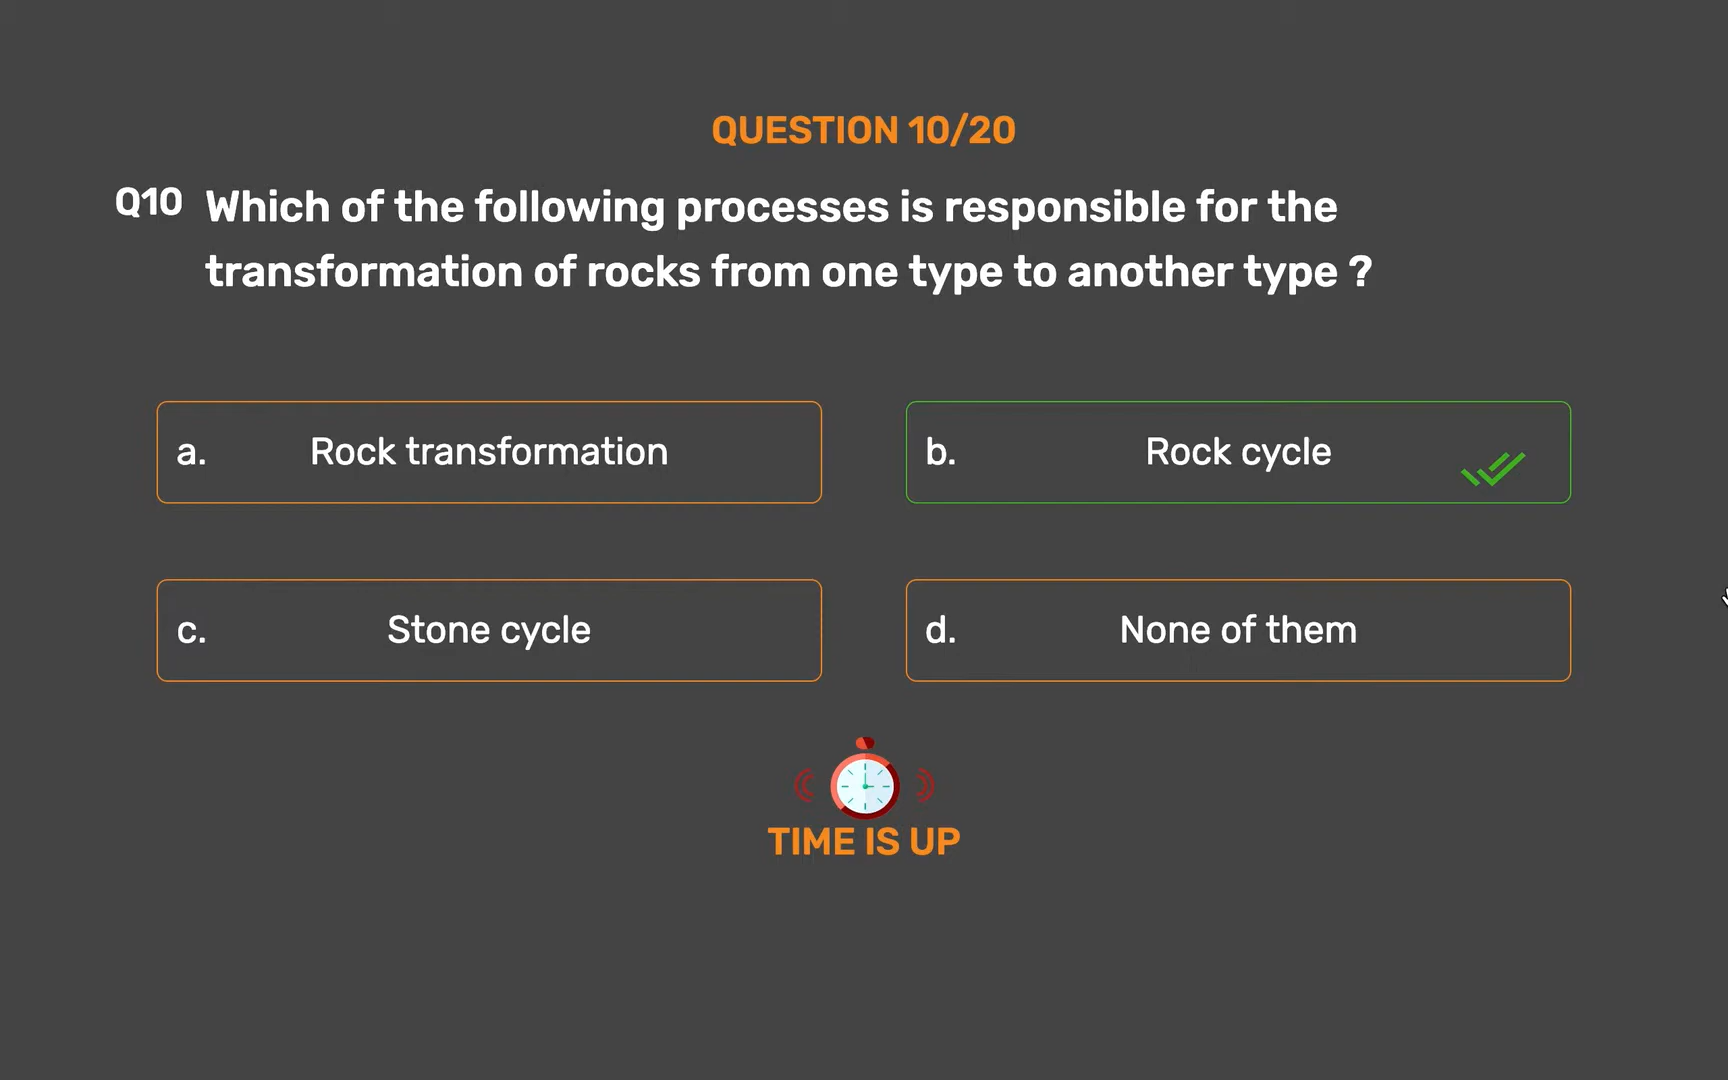 QUESTION 10/20
Q10 Which of the following processes is responsible for the
transformation of rocks from one type to another type ?
a. Rock transformation
b. Rock cycle
c. Stone cycle
d. None of them
TIME IS UP